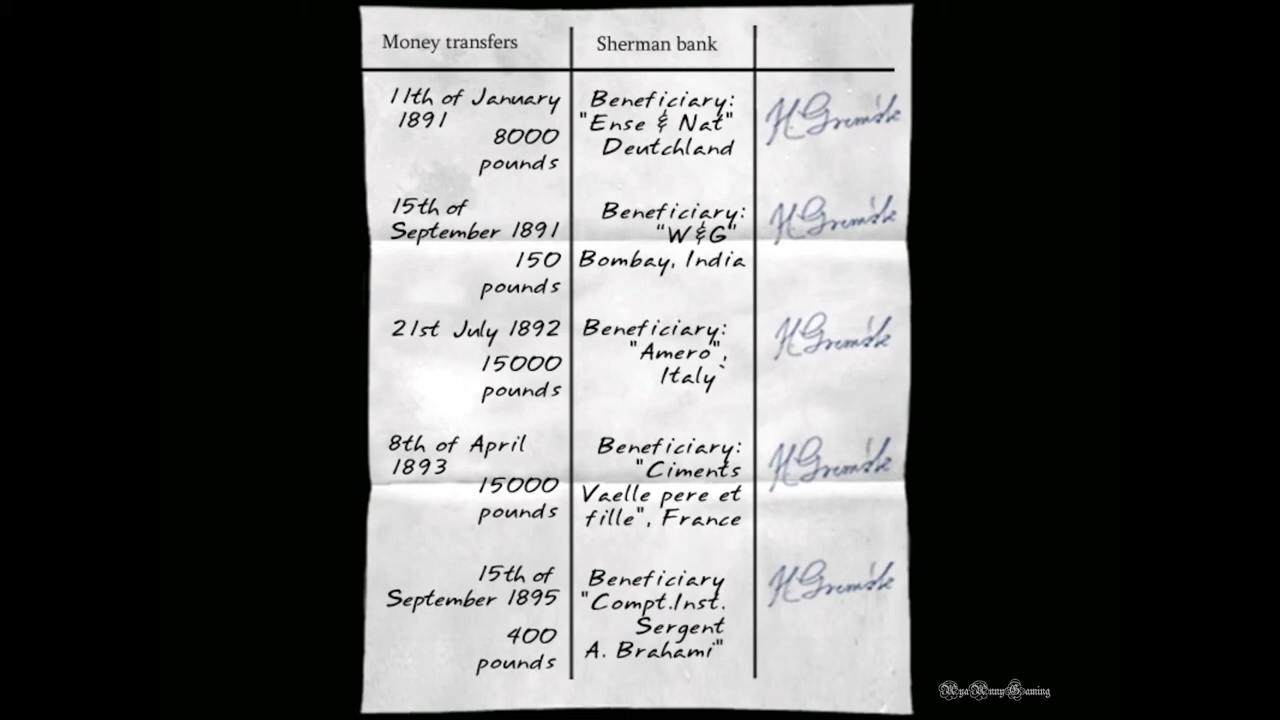 Money transfers
Sherman bank
11th of January
1891
8000
pounds
Beneficiary:
"Ense & Nat"
Deutchland
15th of
September 1891
150
pounds
Beneficiary:
"W&G"
Bombay, India
21st July 1892
15000
pounds
Beneficiary:
"Amero",
Italy
8th of April
1893
15000
pounds
Beneficiary:
"Ciments
Vaelle pere et
fille", France
15th of
September 1895
400
pounds
Beneficiary
"Compt.Inst.
Sergent
A. Brahami"